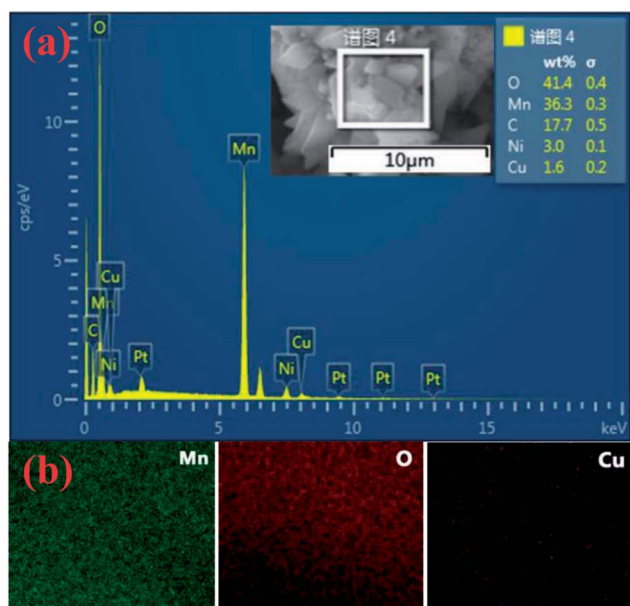 (a)
O
谱图 4
谱图 4
wt% σ
O 41.4 0.4
Mn 36.3 0.3
C 17.7 0.5
Ni 3.0 0.1
Cu 1.6 0.2
10μm
10
Mn
cps/eV
5
Cu
Mn
C
Ni
Pt
Ni
Cu
Pt
Pt
Pt
0
0 5 10 15 keV
(b)
Mn
O
Cu